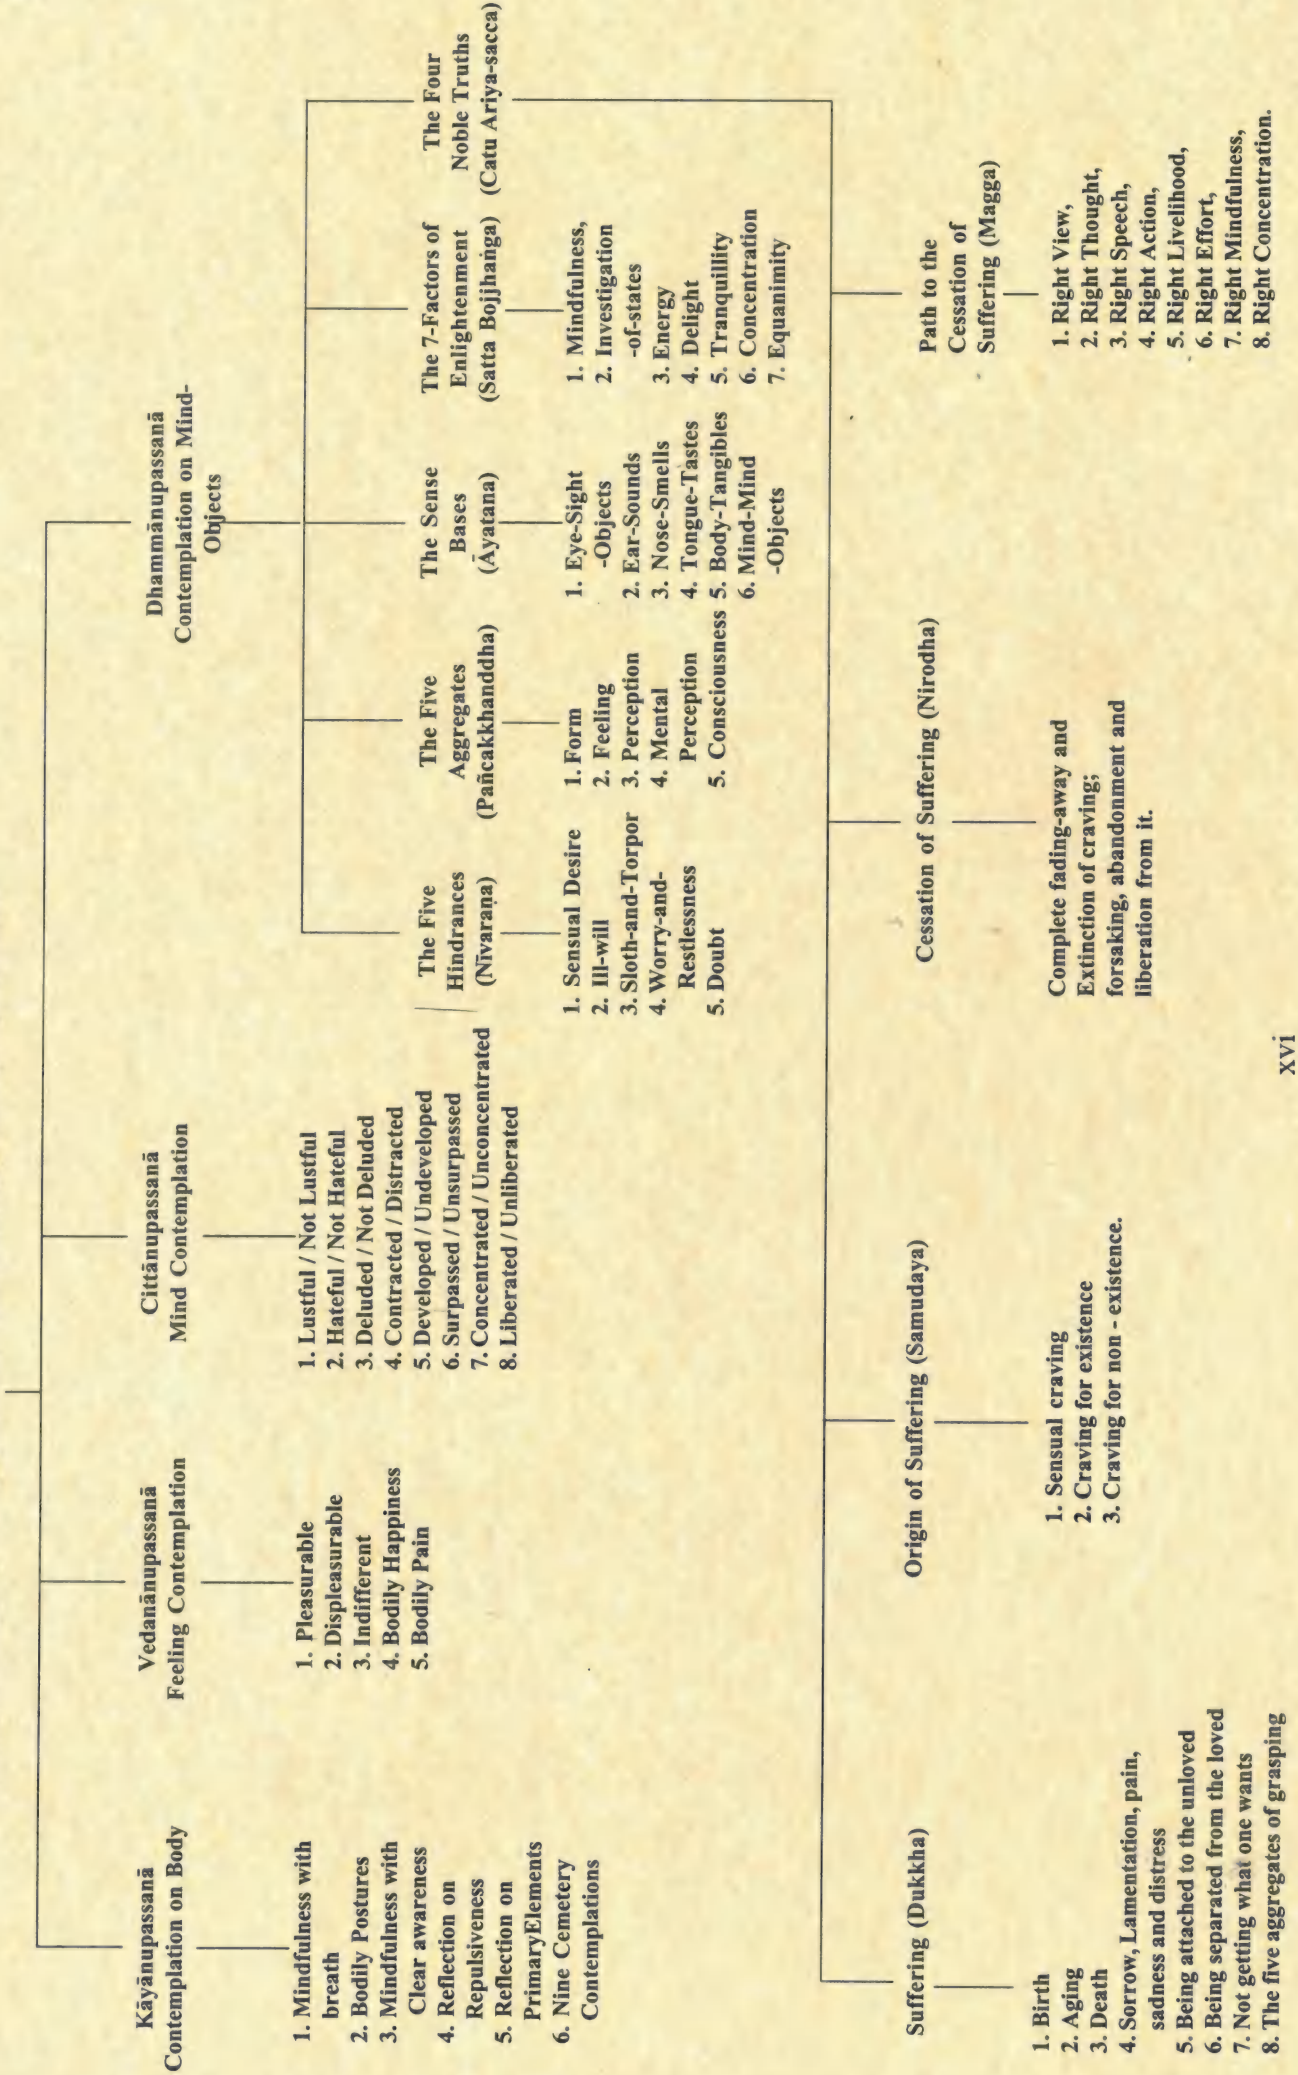 Kāyānupassanā
Contemplation on Body
1. Mindfulness with
breath
2. Bodily Postures
3. Mindfulness with
Clear awareness
4. Reflection on
Repulsiveness
5. Reflection on
PrimaryElements
6. Nine Cemetery
Contemplations
Vedanānupassanā
Feeling Contemplation
1. Pleasurable
2. Displeasurable
3. Indifferent
4. Bodily Happiness
5. Bodily Pain
Cittānupassanā
Mind Contemplation
1. Lustful / Not Lustful
2. Hateful / Not Hateful
3. Deluded / Not Deluded
4. Contracted / Distracted
5. Developed / Undeveloped
6. Surpassed / Unsurpassed
7. Concentrated / Unconcentrated
8. Liberated / Unliberated
Dhammānupassanā
Contemplation on Mind-
Objects
The Five
Hindrances
(Nīvaraṇa)
1. Sensual Desire
2. Ill-will
3. Sloth-and-Torpor
4. Worry-and-
Restlessness
5. Doubt
The Five
Aggregates
(Pañcakkhanddha)
1. Form
2. Feeling
3. Perception
4. Mental
Perception
5. Consciousness
The Sense
Bases
(Āyatana)
1. Eye-Sight
-Objects
2. Ear-Sounds
3. Nose-Smells
4. Tongue-Tastes
5. Body-Tangibles
6. Mind-Mind
-Objects
The 7-Factors of
Enlightenment
(Satta Bojjhaṅga)
1. Mindfulness,
2. Investigation
-of-states
3. Energy
4. Delight
5. Tranquillity
6. Concentration
7. Equanimity
The Four
Noble Truths
(Catu Ariya-sacca)
Suffering (Dukkha)
1. Birth
2. Aging
3. Death
4. Sorrow, Lamentation, pain,
sadness and distress
5. Being attached to the unloved
6. Being separated from the loved
7. Not getting what one wants
8. The five aggregates of grasping
Origin of Suffering (Samudaya)
1. Sensual craving
2. Craving for existence
3. Craving for non - existence.
Cessation of Suffering (Nirodha)
Complete fading-away and
Extinction of craving;
forsaking, abandonment and
liberation from it.
Path to the
Cessation of
Suffering (Magga)
1. Right View,
2. Right Thought,
3. Right Speech,
4. Right Action,
5. Right Livelihood,
6. Right Effort,
7. Right Mindfulness,
8. Right Concentration.
xvi